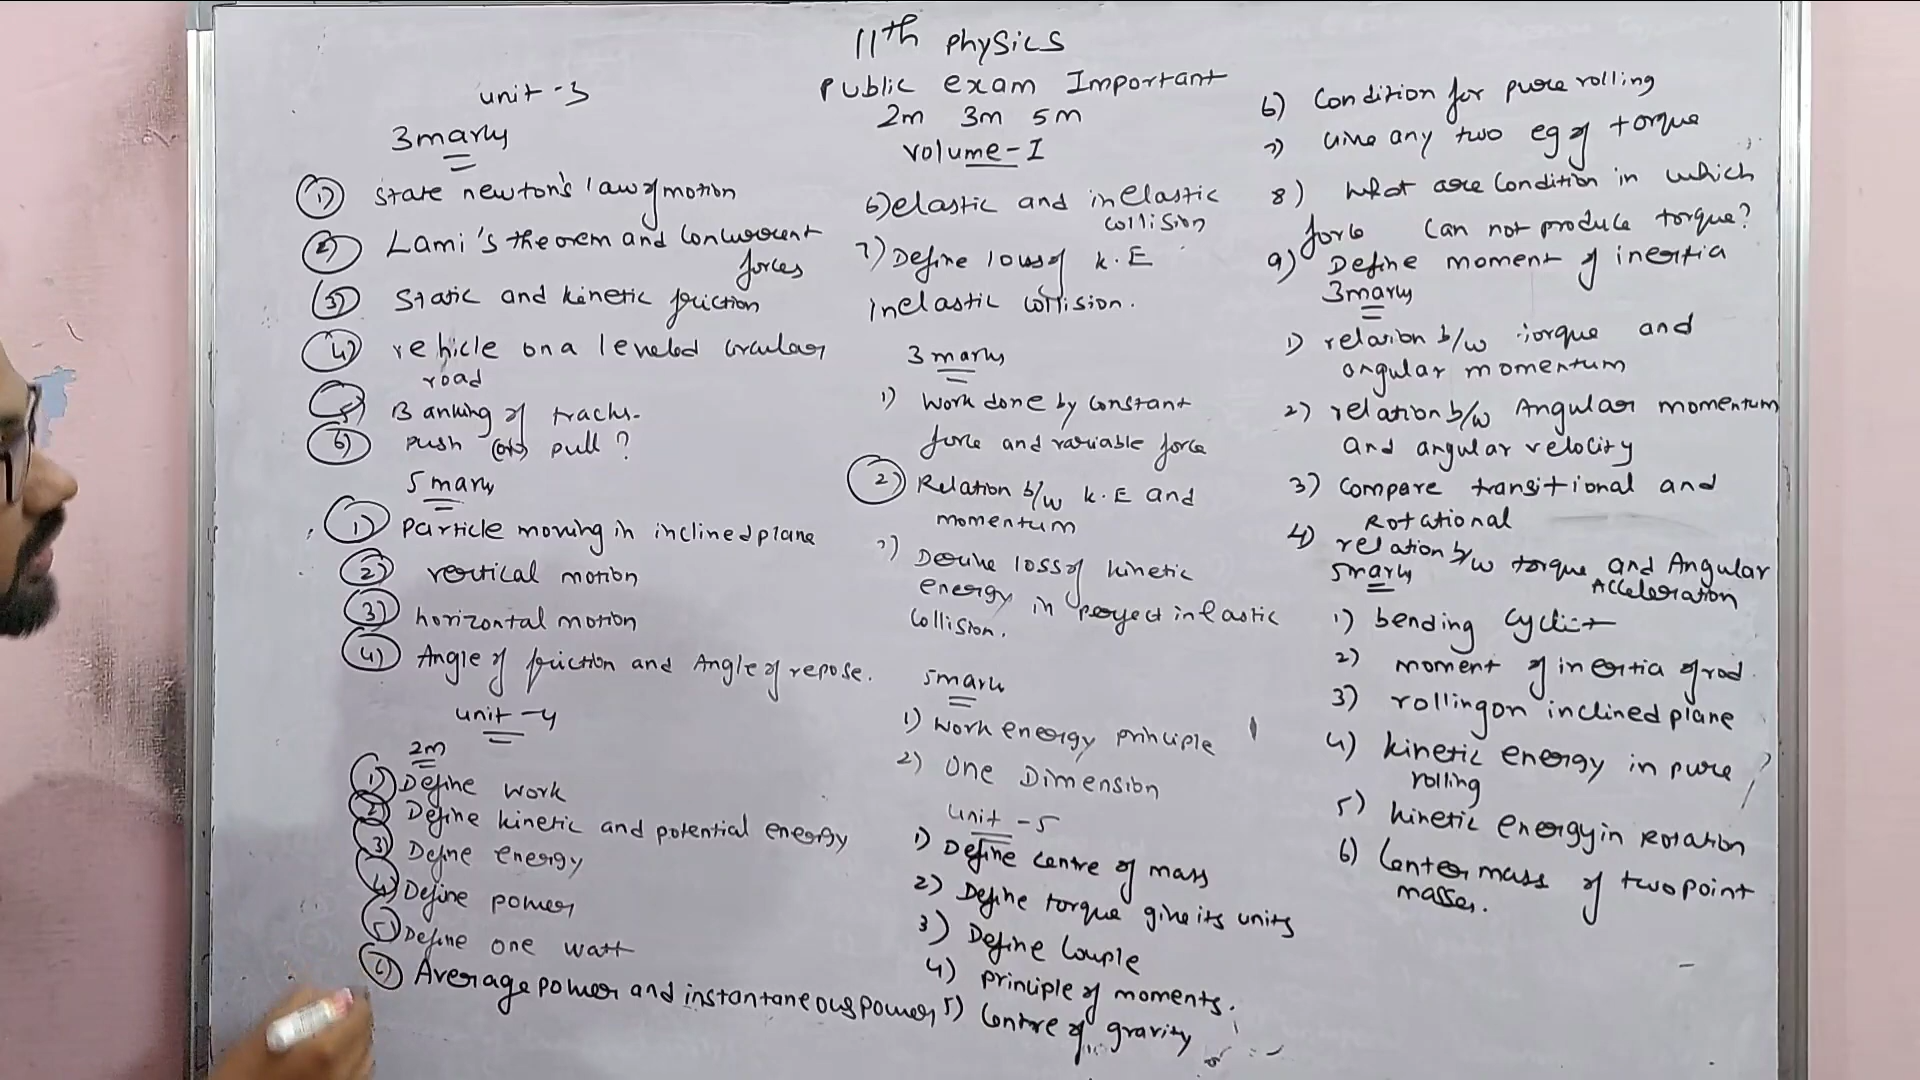 11th physics
Public exam Important
2m 3m 5m
Volume-I
unit-3
3marks
1) State newton's law of motion
2) Lami's theorem and Concurrent
forces
3) Static and kinetic friction
4) vehicle on a leveled circular
road
5) Banking of tracks.
6) push (or) pull?
5 mark
1) particle moving in inclined plane
2) vertical motion
3) horizontal motion
4) Angle of friction and Angle of repose.
unit-4
2m
1) Define work
2) Define kinetic and potential energy
3) Define energy
4) Define power
5) Define one watt
6) Average power and instantaneous power
6) elastic and inelastic
collision
7) Define loss of k.E
inelastic collision.
3 marks
1) work done by constant
force and variable force
2) Relation b/w k.E and
momentum
3) Derive loss of kinetic
energy in perfect inelastic
collision.
5mark
1) work energy principle
2) One Dimension
unit-5
1) Define centre of mass
2) Define torque give its units
3) Define Couple
4) principle of moments.
5) Centre of gravity
6) Condition for pure rolling
7) Give any two eg of torque
8) what are Condition in which
force can not produce torque?
9) Define moment of inertia
3marks
1) relation b/w torque and
angular momentum
2) relation b/w Angular momentum
and angular velocity
3) Compare transitional and
Rotational
4) relation b/w torque and Angular
Acceleration
5marks
1) bending Cyclist
2) moment of inertia of rod.
3) rolling on inclined plane
4) kinetic energy in pure
rolling
5) kinetic energy in Rotation
6) Center mass of two point
masses.